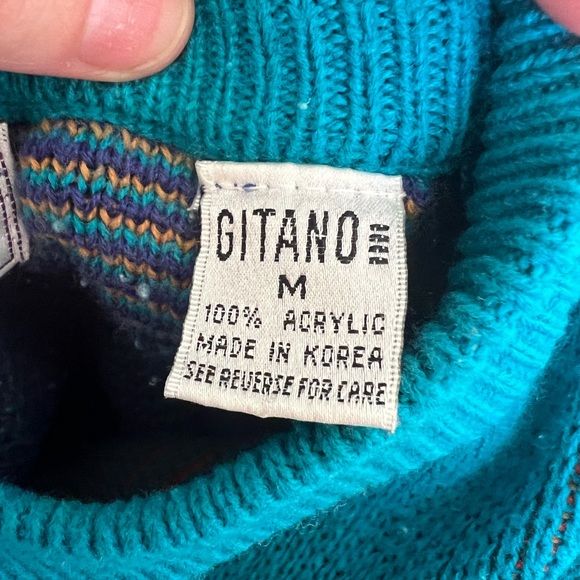 GITANO
M
100% ACRYLIC
MADE IN KOREA
SEE REVERSE FOR CARE